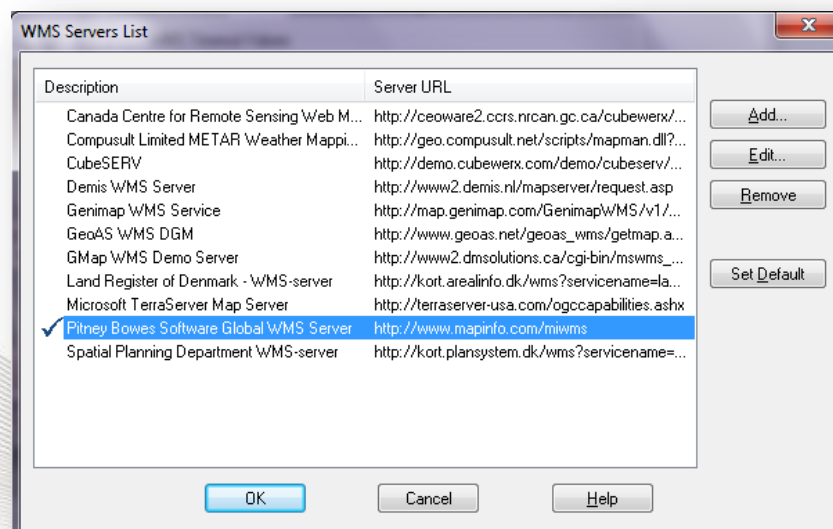 WMS Servers List
Description Server URL
Canada Centre for Remote Sensing Web M... http://ceoware2.ccrs.nrcan.gc.ca/cubewerx/...
Compusult Limited METAR Weather Mappi... http://geo.compusult.net/scripts/mapman.dll?...
CubeSERV http://demo.cubewerx.com/demo/cubeserv/...
Demis WMS Server http://www2.demis.nl/mapserver/request.asp
Genimap WMS Service http://map.genimap.com/GenimapWMS/v1/...
GeoAS WMS DGM http://www.geoas.net/geoas_wms/getmap.a...
GMap WMS Demo Server http://www2.dmsolutions.ca/cgi-bin/mswms_...
Land Register of Denmark - WMS-server http://kort.arealinfo.dk/wms?servicename=la...
Microsoft TerraServer Map Server http://terraserver-usa.com/ogccapabilities.ashx
Pitney Bowes Software Global WMS Server http://www.mapinfo.com/miwms
Spatial Planning Department WMS-server http://kort.plansystem.dk/wms?servicename=...
Add...
Edit...
Remove
Set Default
OK Cancel Help